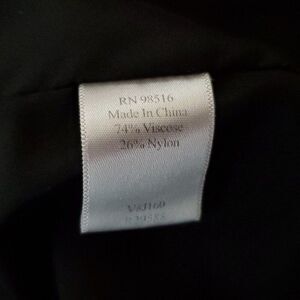 RN 98516
Made In China
74% Viscose
26% Nylon